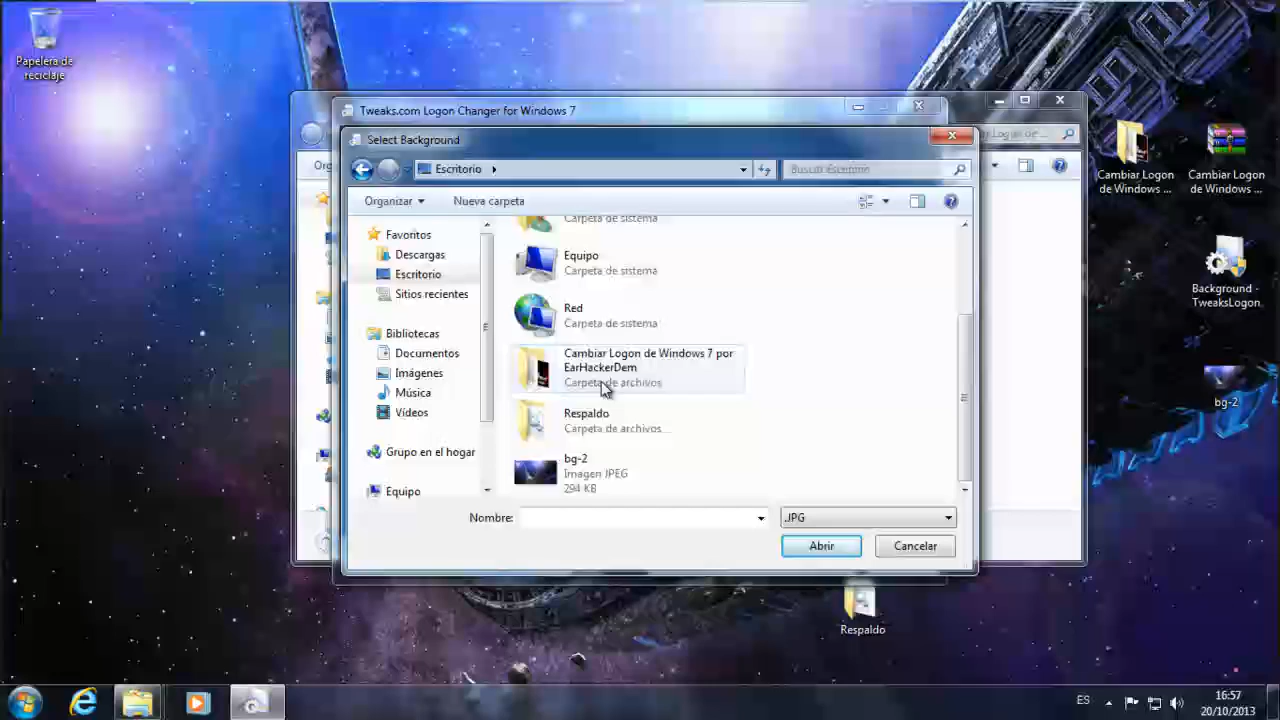 Papelera de
reciclaje
Tweaks.com Logon Changer for Windows 7
Select Background
Escritorio
Buscar Escritorio
Organizar
Nueva carpeta
Favoritos
Descargas
Escritorio
Sitios recientes
Bibliotecas
Documentos
Imágenes
Música
Vídeos
Grupo en el hogar
Equipo
Carpeta de sistema
Equipo
Carpeta de sistema
Red
Carpeta de sistema
Cambiar Logon de Windows 7 por
EarHackerDem
Carpeta de archivos
Respaldo
Carpeta de archivos
bg-2
Imagen JPEG
294 KB
Nombre:
.JPG
Abrir
Cancelar
Org
Logon de ...
Cambiar Logon
de Windows ...
Cambiar Logon
de Windows ...
Background -
TweaksLogon
bg-2
Respaldo
ES
16:57
20/10/2013